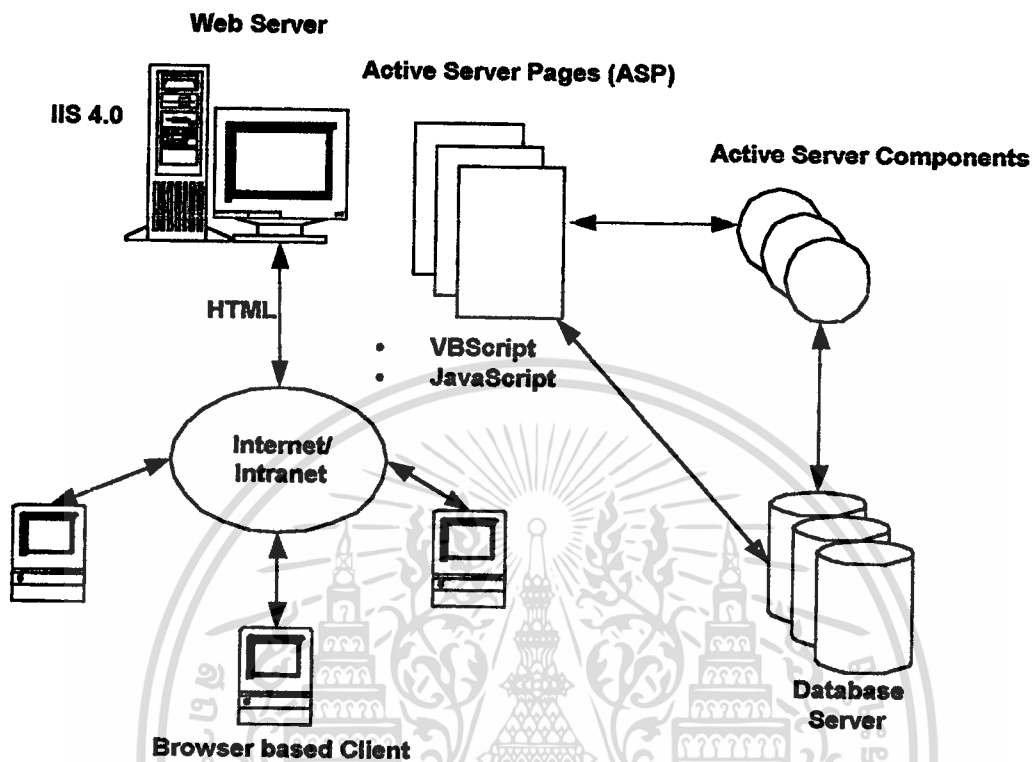 Web Server
Active Server Pages (ASP)
IIS 4.0
Active Server Components
HTML
• VBScript
• JavaScript
Internet/
Intranet
Database
Server
Browser based Client